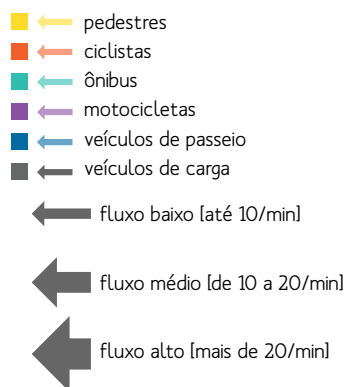 pedestres
ciclistas
ônibus
motocicletas
veículos de passeio
veículos de carga
fluxo baixo [até 10/min]
fluxo médio [de 10 a 20/min]
fluxo alto [mais de 20/min]